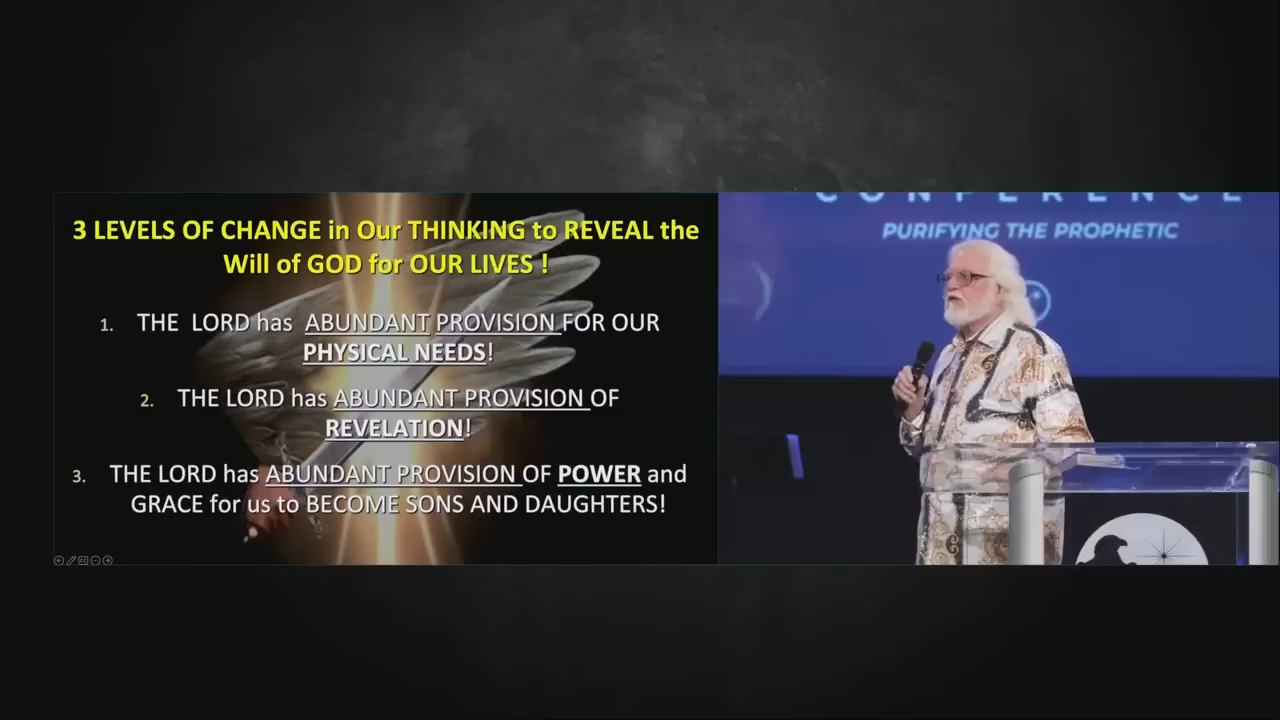 3 LEVELS OF CHANGE in Our THINKING to REVEAL the
Will of GOD for OUR LIVES !
1. THE LORD has ABUNDANT PROVISION FOR OUR
PHYSICAL NEEDS!
2. THE LORD has ABUNDANT PROVISION OF
REVELATION!
3. THE LORD has ABUNDANT PROVISION OF POWER and
GRACE for us to BECOME SONS AND DAUGHTERS!
CONFERENCE
PURIFYING THE PROPHETIC